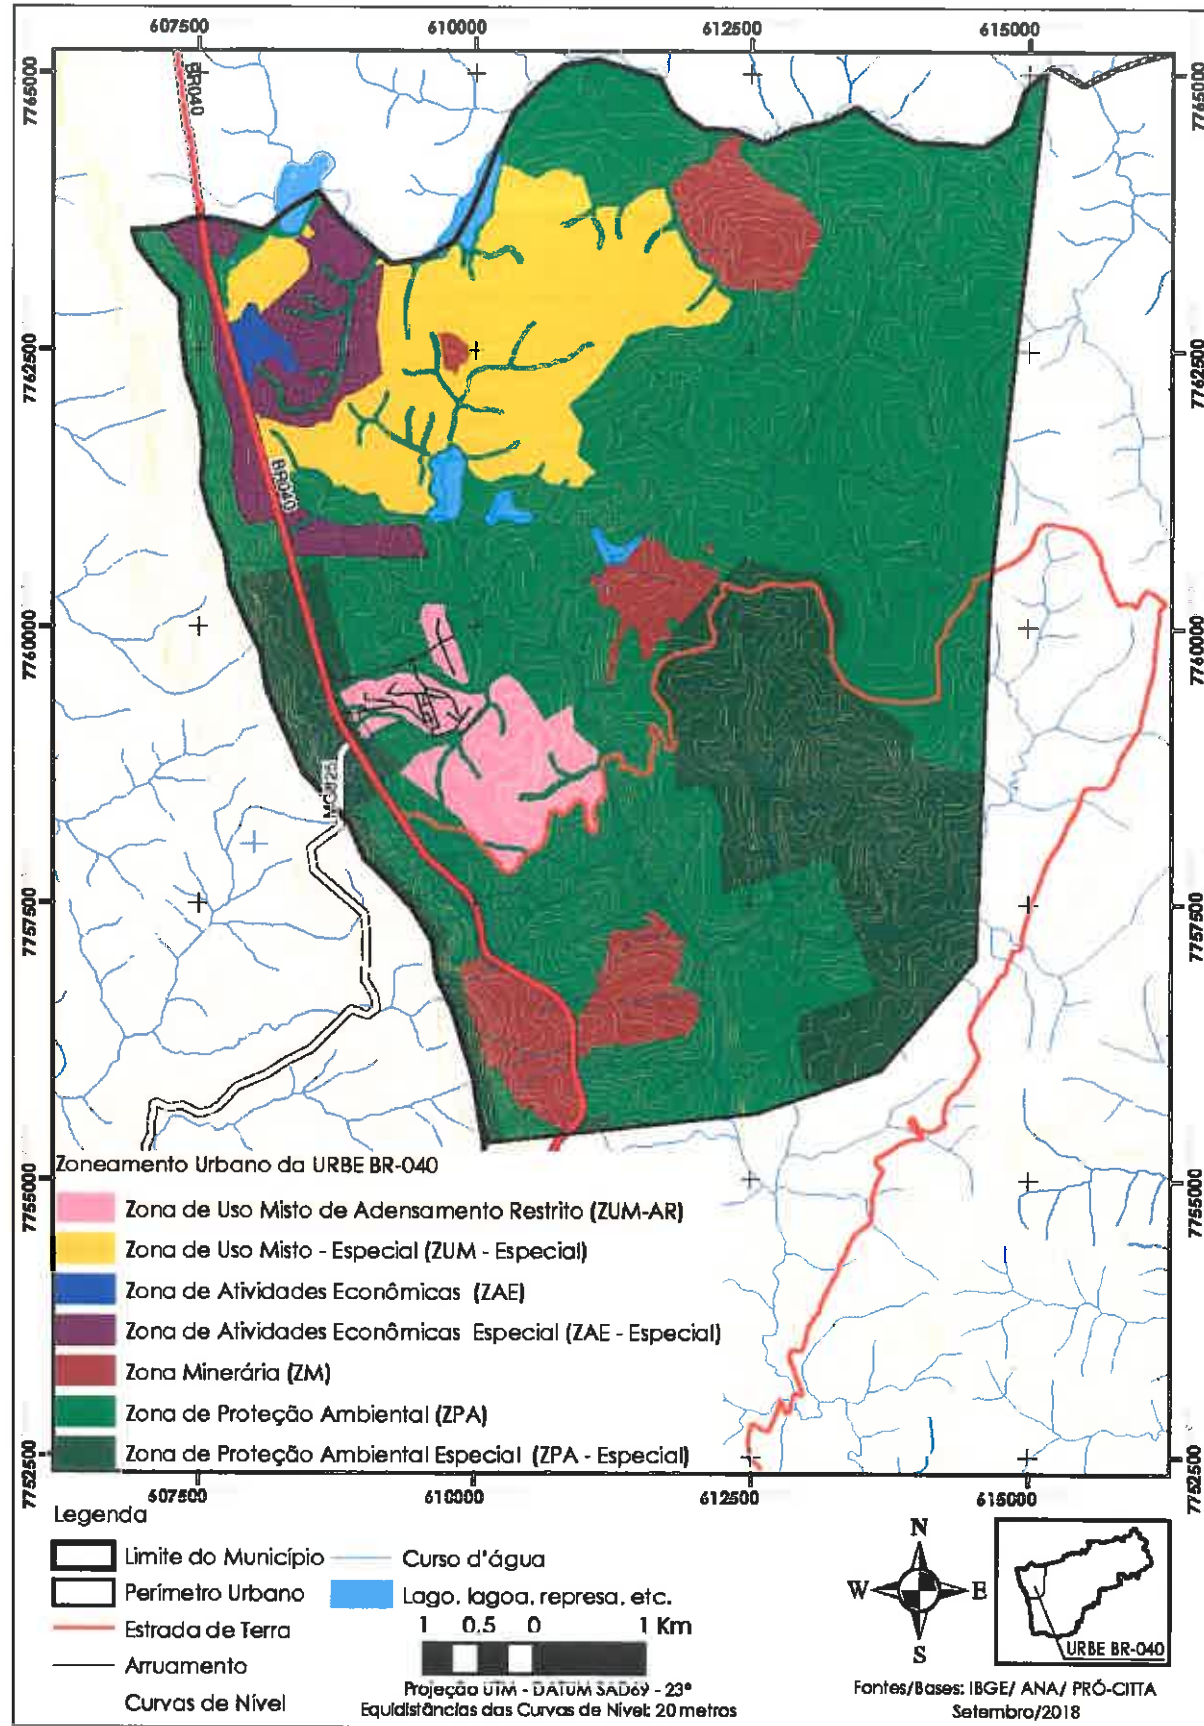 607500 610000 612500 615000
7765000 7765000
BR040
7762500 7762500
BR040
7760000 7760000
7757500 7757500
Zoneamento Urbano da URBE BR-040
7755000 7755000
Zona de Uso Misto de Adensamento Restrito (ZUM-AR)
Zona de Uso Misto - Especial (ZUM - Especial)
Zona de Atividades Econômicas (ZAE)
Zona de Atividades Econômicas Especial (ZAE - Especial)
Zona Minerária (ZM)
Zona de Proteção Ambiental (ZPA)
Zona de Proteção Ambiental Especial (ZPA - Especial)
7752500 7752500
607500 610000 612500 615000
Legenda
Limite do Município
Perímetro Urbano
Estrada de Terra
Arruamento
Curvas de Nível
Curso d'água
Lago, lagoa, represa, etc.
1 0,5 0 1 Km
Projeção UTM - DATUM SAD69 - 23º
Equidistâncias das Curvas de Nível: 20 metros
N
W E
S
URBE BR-040
Fontes/Bases: IBGE/ ANA/ PRÓ-CITTA
Setembro/2018